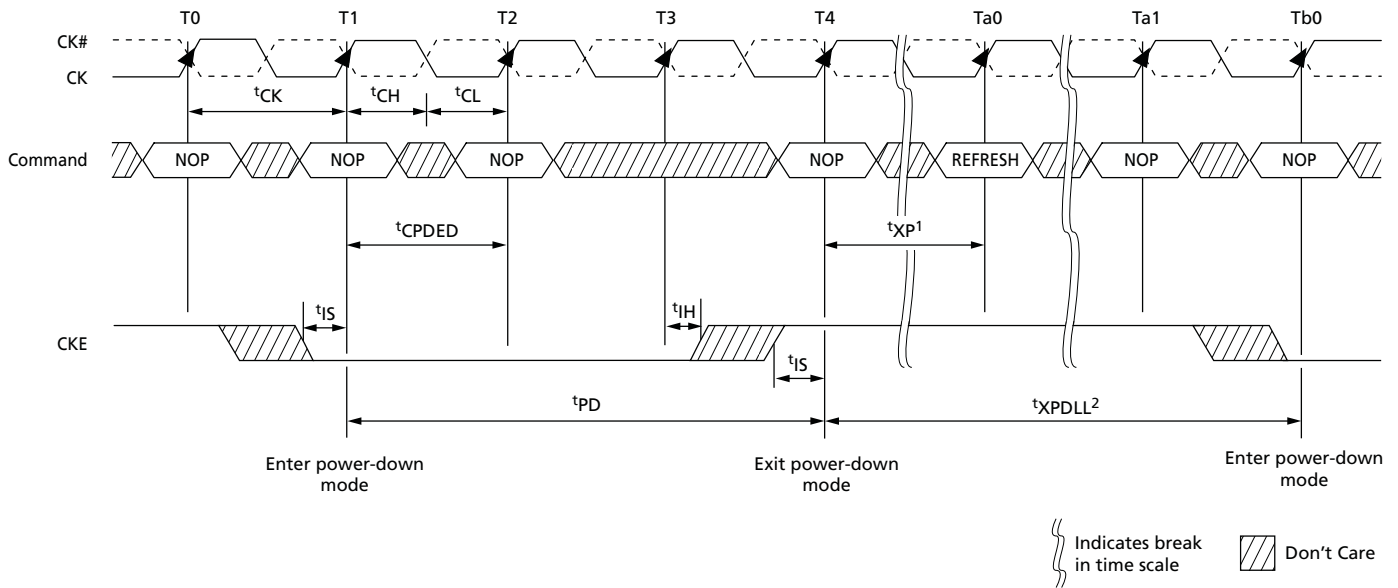 T0 T1 T2 T3 T4 Ta0 Ta1 Tb0
CK#
CK
tCK tCH tCL
Command NOP NOP NOP NOP REFRESH NOP NOP
tCPDED tXP1
tIS tIH
CKE
tIS
tPD tXPDLL2
Enter power-down
mode
Exit power-down
mode
Enter power-down
mode
Indicates break
in time scale
Don't Care